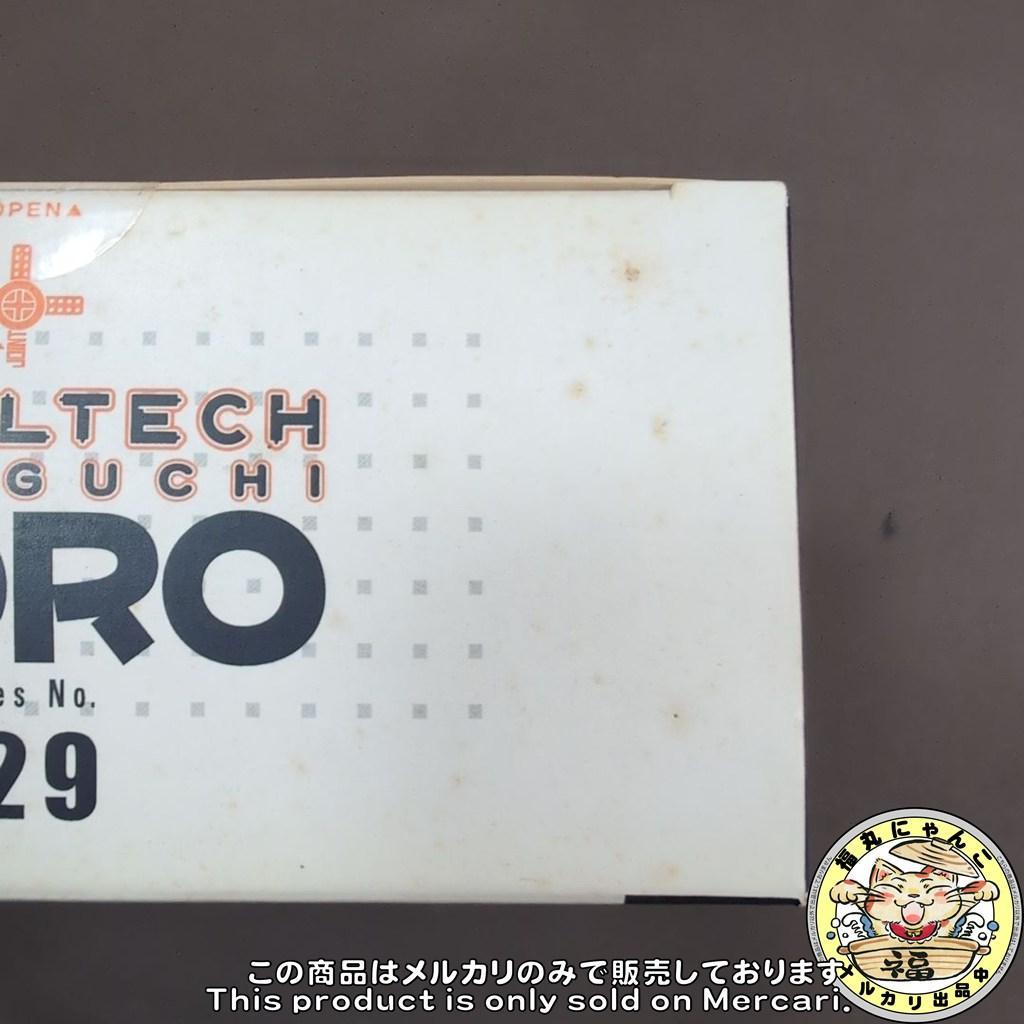 OPEN▲
LTECH
GUCHI
ORO
es No.
29
福丸にゃんこ
福
メルカリ出品中
この商品はメルカリのみで販売しております。
This product is only sold on Mercari.